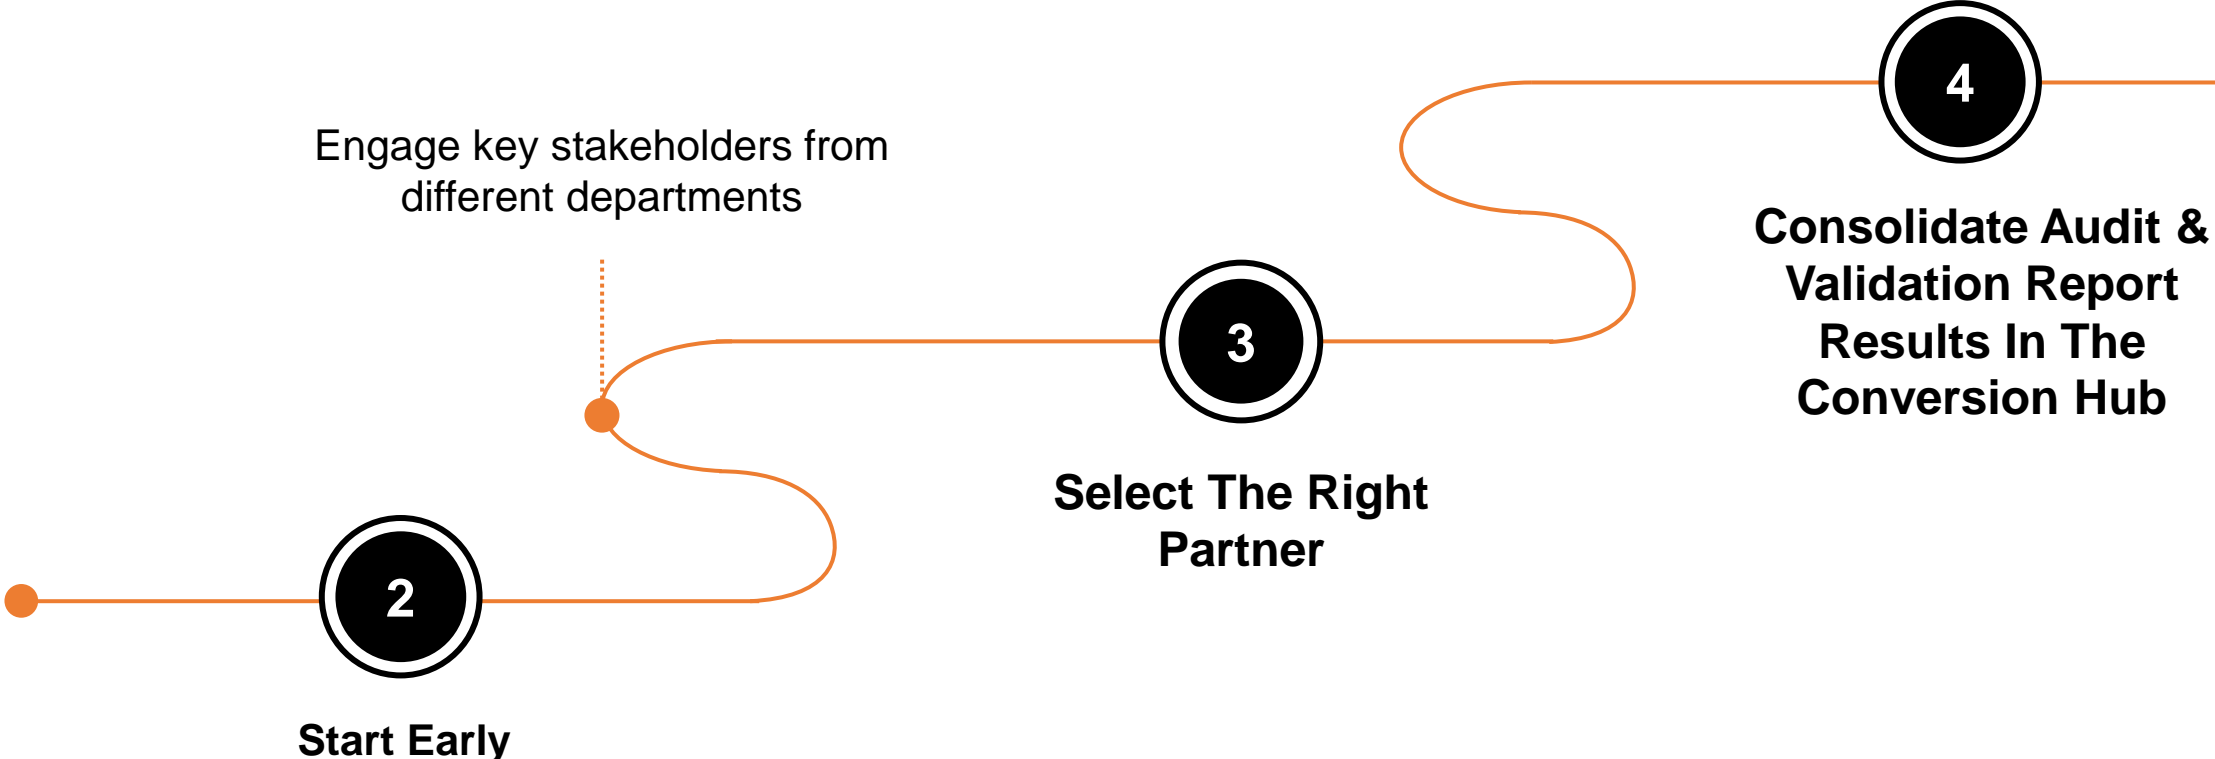 4
Engage key stakeholders from
different departments
Consolidate Audit &
Validation Report
Results In The
Conversion Hub
3
Select The Right
Partner
2
Start Early